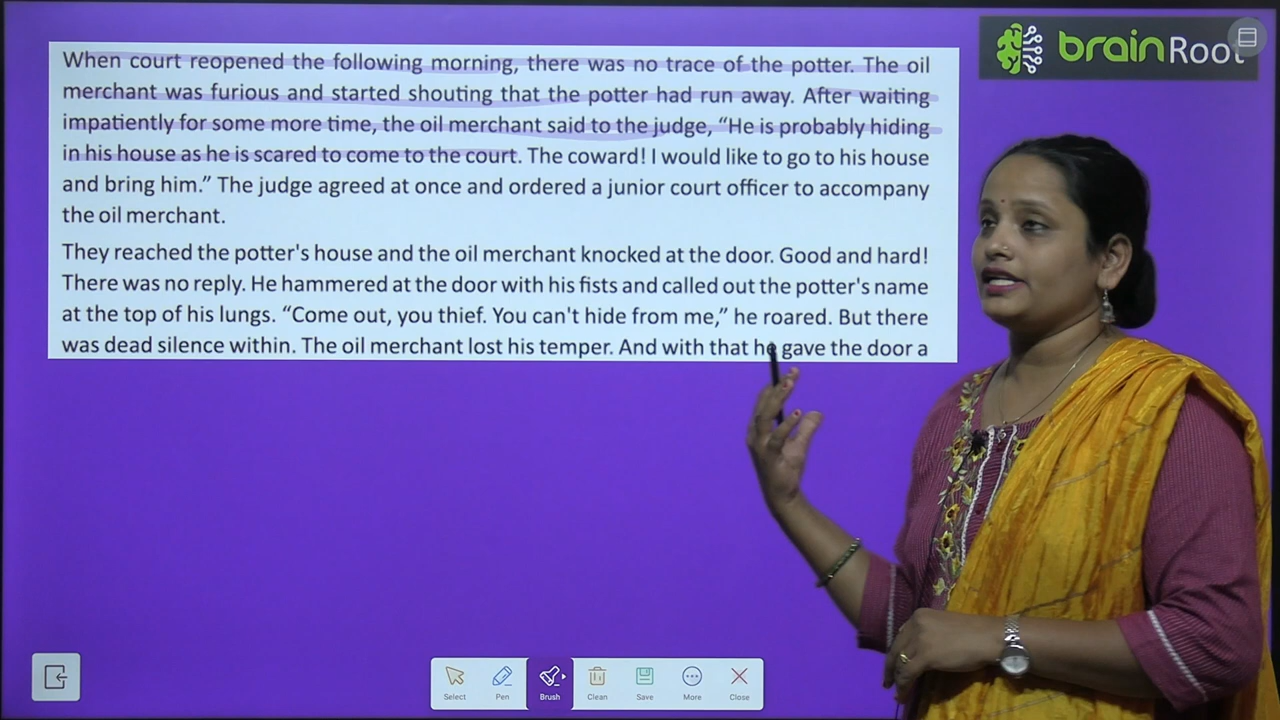 When court reopened the following morning, there was no trace of the potter. The oil
merchant was furious and started shouting that the potter had run away. After waiting
impatiently for some more time, the oil merchant said to the judge, “He is probably hiding
in his house as he is scared to come to the court. The coward! I would like to go to his house
and bring him.” The judge agreed at once and ordered a junior court officer to accompany
the oil merchant.
They reached the potter's house and the oil merchant knocked at the door. Good and hard!
There was no reply. He hammered at the door with his fists and called out the potter's name
at the top of his lungs. “Come out, you thief. You can't hide from me,” he roared. But there
was dead silence within. The oil merchant lost his temper. And with that he gave the door a
brainRoot
Select Pen Brush Clean Save More Close